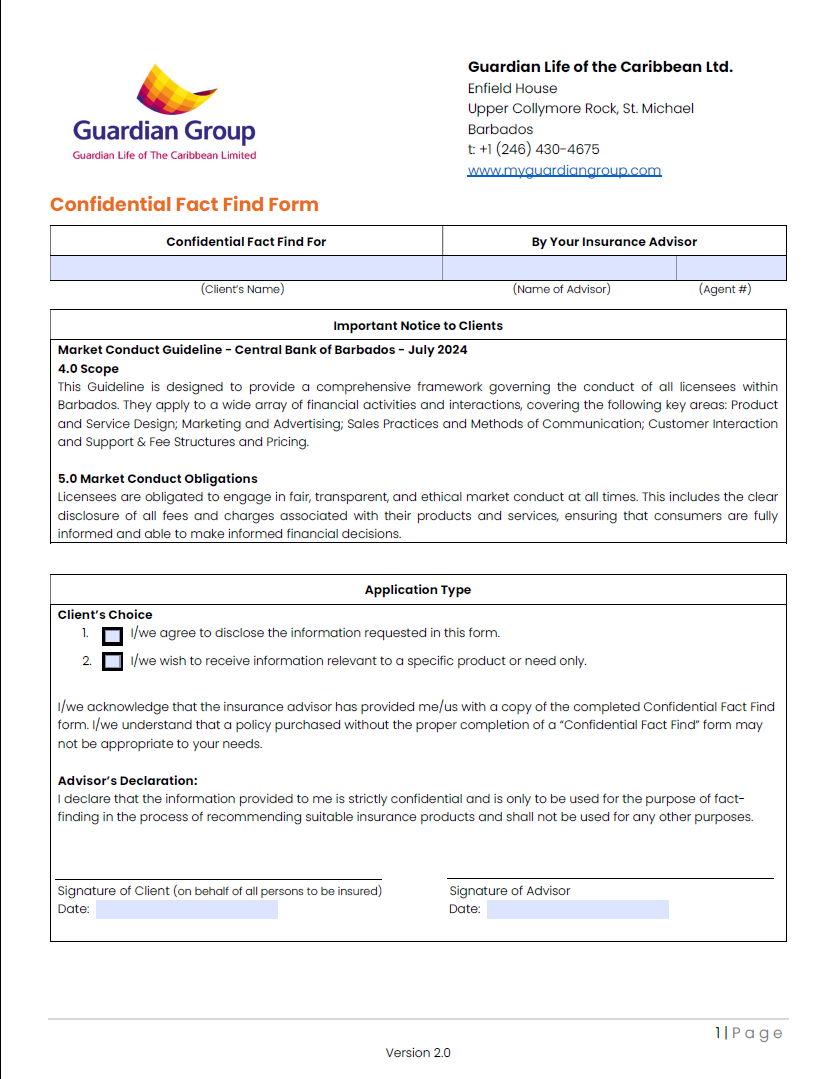 Guardian Group
Guardian Life of The Caribbean Limited
Guardian Life of the Caribbean Ltd.
Enfield House
Upper Collymore Rock, St. Michael
Barbados
t: +1 (246) 430-4675
www.myguardiangroup.com
Confidential Fact Find Form
Confidential Fact Find For
By Your Insurance Advisor
(Client's Name)
(Name of Advisor)
(Agent #)
Important Notice to Clients
Market Conduct Guideline – Central Bank of Barbados – July 2024
4.0 Scope
This Guideline is designed to provide a comprehensive framework governing the conduct of all licensees within
Barbados. They apply to a wide array of financial activities and interactions, covering the following key areas: Product
and Service Design; Marketing and Advertising; Sales Practices and Methods of Communication; Customer Interaction
and Support & Fee Structures and Pricing.
5.0 Market Conduct Obligations
Licensees are obligated to engage in fair, transparent, and ethical market conduct at all times. This includes the clear
disclosure of all fees and charges associated with their products and services, ensuring that consumers are fully
informed and able to make informed financial decisions.
Application Type
Client's Choice
1. I/we agree to disclose the information requested in this form.
2. I/we wish to receive information relevant to a specific product or need only.
I/we acknowledge that the insurance advisor has provided me/us with a copy of the completed Confidential Fact Find
form. I/we understand that a policy purchased without the proper completion of a "Confidential Fact Find" form may
not be appropriate to your needs.
Advisor's Declaration:
I declare that the information provided to me is strictly confidential and is only to be used for the purpose of fact-
finding in the process of recommending suitable insurance products and shall not be used for any other purposes.
Signature of Client (on behalf of all persons to be insured)
Date:
Signature of Advisor
Date:
1 | Page
Version 2.0